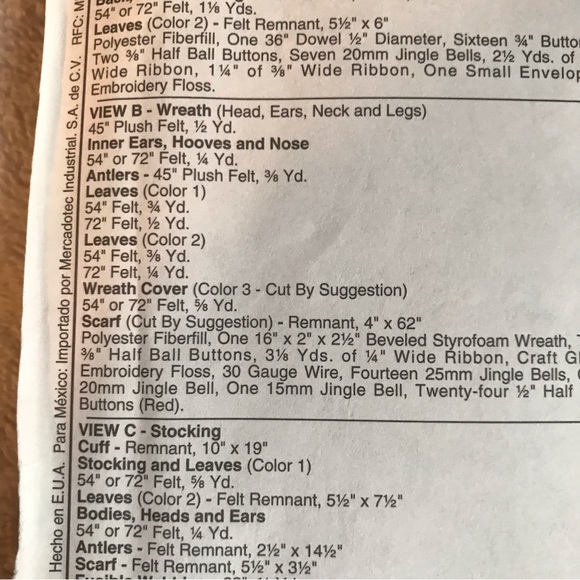 54" or 72" Felt, 1⅛ Yds.
Leaves (Color 2) - Felt Remnant, 5½" x 6"
Polyester Fiberfill, One 36" Dowel ½" Diameter, Sixteen ¾"
Two ⅜" Half Ball Buttons, Seven 20mm Jingle Bells, 2½ Yds. of
Wide Ribbon, 1¼" of ⅜" Wide Ribbon, One Small
Embroidery Floss.
VIEW B - Wreath (Head, Ears, Neck and Legs)
45" Plush Felt, ½ Yd.
Inner Ears, Hooves and Nose
54" or 72" Felt, ¼ Yd.
Antlers - 45" Plush Felt, ⅜ Yd.
Leaves (Color 1)
54" Felt, ¾ Yd.
72" Felt, ½ Yd.
Leaves (Color 2)
54" Felt, ⅜ Yd.
72" Felt, ¼ Yd.
Wreath Cover (Color 3 - Cut By Suggestion)
54" or 72" Felt, ⅝ Yd.
Scarf (Cut By Suggestion) - Remnant, 4" x 62"
Polyester Fiberfill, One 16" x 2" x 2½" Beveled Styrofoam Wreath,
⅜" Half Ball Buttons, 3⅛ Yds. of ¼" Wide Ribbon, Craft
Embroidery Floss, 30 Gauge Wire, Fourteen 25mm Jingle Bells,
20mm Jingle Bell, One 15mm Jingle Bell, Twenty-four ½" Half
Buttons (Red).
VIEW C - Stocking
Cuff - Remnant, 10" x 19"
Stocking and Leaves (Color 1)
54" or 72" Felt, ⅝ Yd.
Leaves (Color 2) - Felt Remnant, 5½" x 7½"
Bodies, Heads and Ears
54" or 72" Felt, ¼ Yd.
Antlers - Felt Remnant, 2½" x 14½"
Scarf - Felt Remnant, 5½" x 3½"
Hecho en E.U.A. Para México: Importado por Mercadotec Industrial. S.A. de C.V. RFC: